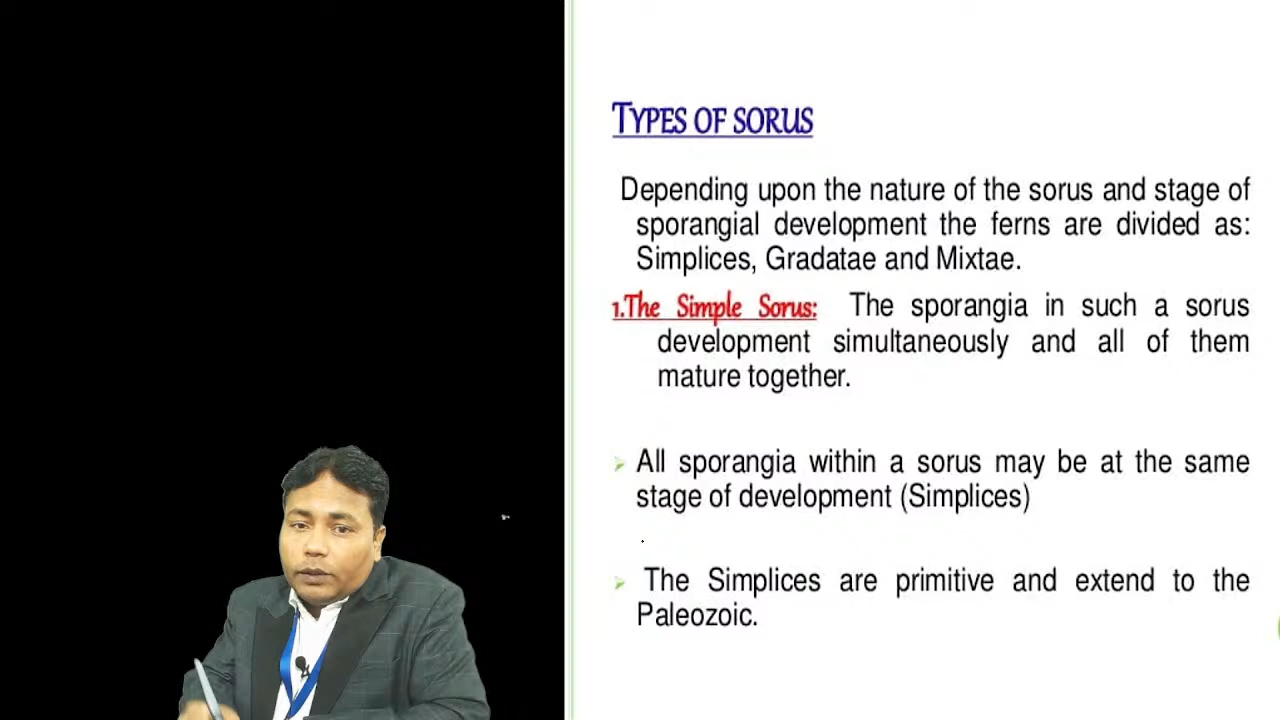 TYPES OF SORUS
Depending upon the nature of the sorus and stage of
sporangial development the ferns are divided as:
Simplices, Gradatae and Mixtae.
1.The Simple Sorus: The sporangia in such a sorus
development simultaneously and all of them
mature together.
All sporangia within a sorus may be at the same
stage of development (Simplices)
.
The Simplices are primitive and extend to the
Paleozoic.